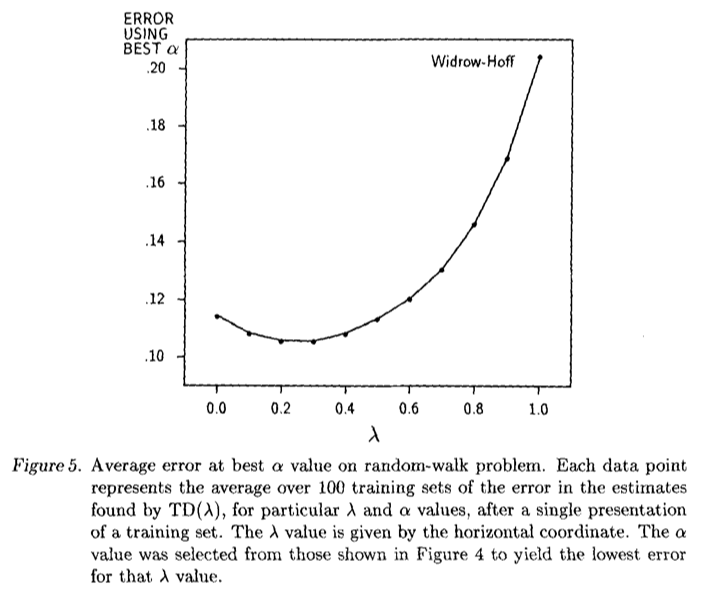 ERROR
USING
BEST α
.20
.18
.16
.14
.12
.10
Widrow-Hoff
0.0 0.2 0.4 0.6 0.8 1.0
λ
Figure 5. Average error at best α value on random-walk problem. Each data point
represents the average over 100 training sets of the error in the estimates
found by TD(λ), for particular λ and α values, after a single presentation
of a training set. The λ value is given by the horizontal coordinate. The α
value was selected from those shown in Figure 4 to yield the lowest error
for that λ value.